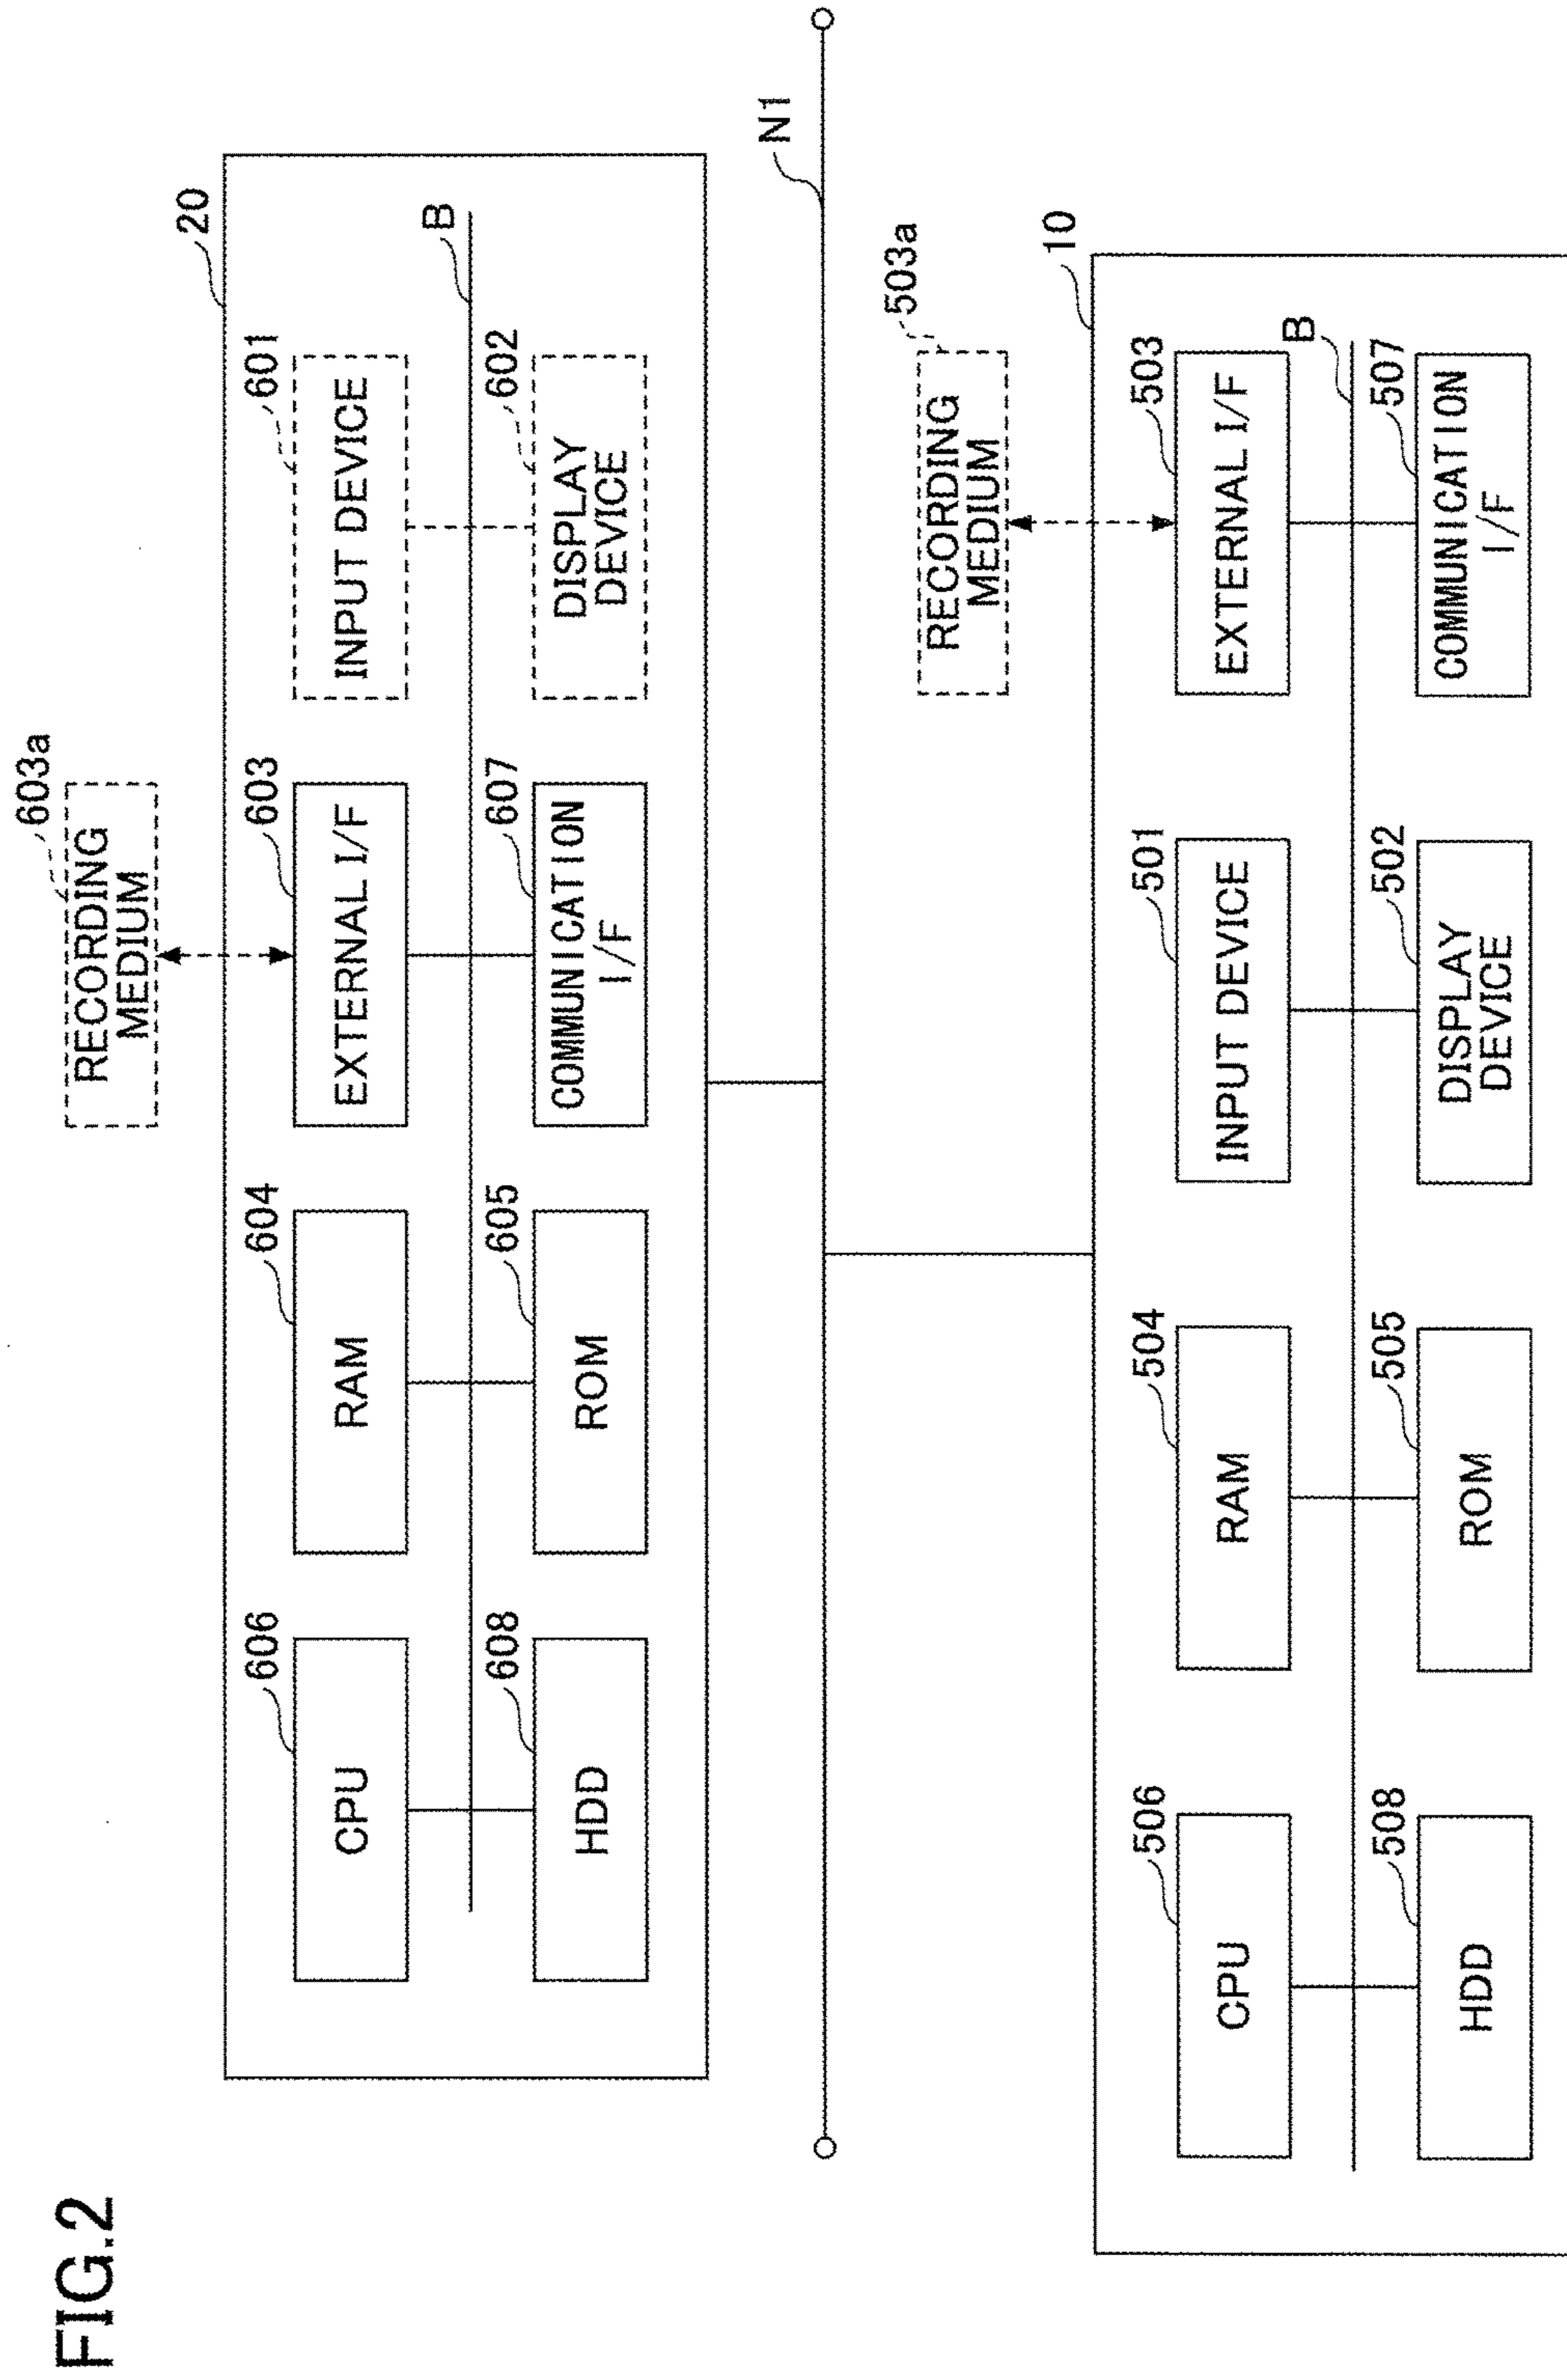 FIG.2
603a
RECORDING
MEDIUM
20
606
CPU
604
RAM
603
EXTERNAL I/F
601
INPUT DEVICE
B
608
HDD
605
ROM
607
COMMUNICATION
I/F
602
DISPLAY
DEVICE
N1
503a
RECORDING
MEDIUM
10
506
CPU
504
RAM
501
INPUT DEVICE
503
EXTERNAL I/F
B
508
HDD
505
ROM
502
DISPLAY
DEVICE
507
COMMUNICATION
I/F